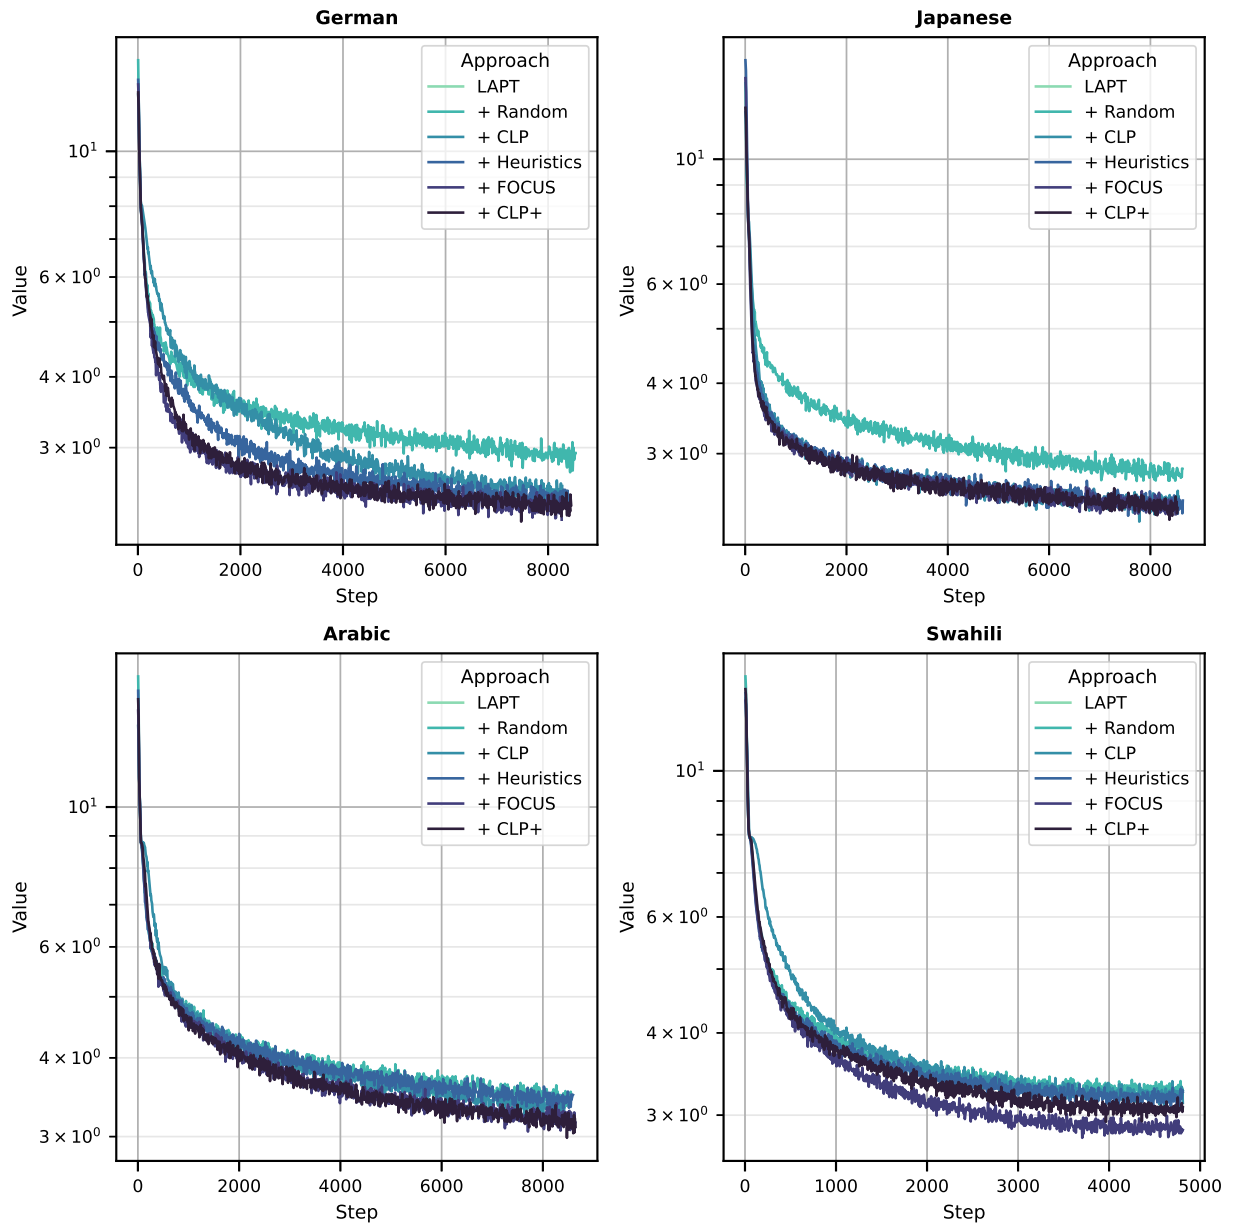 German
Value
10¹
6 × 10⁰
4 × 10⁰
3 × 10⁰
Approach
LAPT
+ Random
+ CLP
+ Heuristics
+ FOCUS
+ CLP+
0 2000 4000 6000 8000
Step
Japanese
Value
10¹
6 × 10⁰
4 × 10⁰
3 × 10⁰
Approach
LAPT
+ Random
+ CLP
+ Heuristics
+ FOCUS
+ CLP+
0 2000 4000 6000 8000
Step
Arabic
Value
10¹
6 × 10⁰
4 × 10⁰
3 × 10⁰
Approach
LAPT
+ Random
+ CLP
+ Heuristics
+ FOCUS
+ CLP+
0 2000 4000 6000 8000
Step
Swahili
Value
10¹
6 × 10⁰
4 × 10⁰
3 × 10⁰
Approach
LAPT
+ Random
+ CLP
+ Heuristics
+ FOCUS
+ CLP+
0 1000 2000 3000 4000 5000
Step